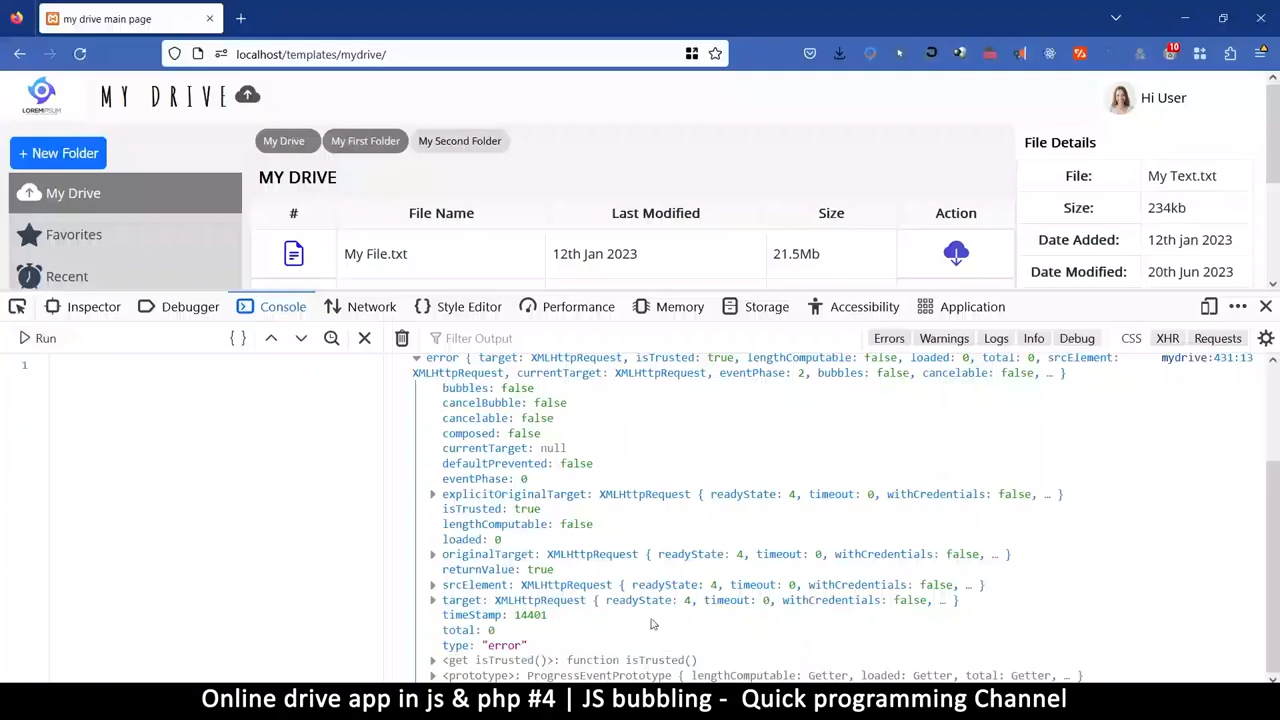 my drive main page
localhost/templates/mydrive/
10
LOREMIPSUM
MY DRIVE
Hi User
+ New Folder
My Drive
Favorites
Recent
My Drive
My First Folder
My Second Folder
MY DRIVE
# File Name Last Modified Size Action
My File.txt 12th Jan 2023 21.5Mb
File Details
File: My Text.txt
Size: 234kb
Date Added: 12th jan 2023
Date Modified: 20th Jun 2023
Inspector Debugger Console Network Style Editor Performance Memory Storage Accessibility Application
Run
Filter Output
Errors Warnings Logs Info Debug CSS XHR Requests
1
error { target: XMLHttpRequest, isTrusted: true, lengthComputable: false, loaded: 0, total: 0, srcElement: mydrive:431:13
XMLHttpRequest, currentTarget: XMLHttpRequest, eventPhase: 2, bubbles: false, cancelable: false, … }
bubbles: false
cancelBubble: false
cancelable: false
composed: false
currentTarget: null
defaultPrevented: false
eventPhase: 0
explicitOriginalTarget: XMLHttpRequest { readyState: 4, timeout: 0, withCredentials: false, … }
isTrusted: true
lengthComputable: false
loaded: 0
originalTarget: XMLHttpRequest { readyState: 4, timeout: 0, withCredentials: false, … }
returnValue: true
srcElement: XMLHttpRequest { readyState: 4, timeout: 0, withCredentials: false, … }
target: XMLHttpRequest { readyState: 4, timeout: 0, withCredentials: false, … }
timeStamp: 14401
total: 0
type: "error"
<get isTrusted()>: function isTrusted()
<prototype>: ProgressEventPrototype { lengthComputable: Getter, loaded: Getter, total: Getter, … }
Online drive app in js & php #4 | JS bubbling - Quick programming Channel